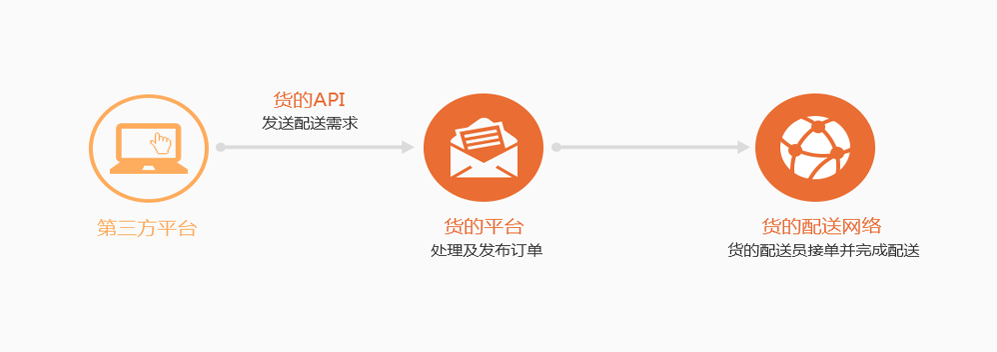 货的API
发送配送需求
第三方平台
货的平台
处理及发布订单
货的配送网络
货的配送员接单并完成配送